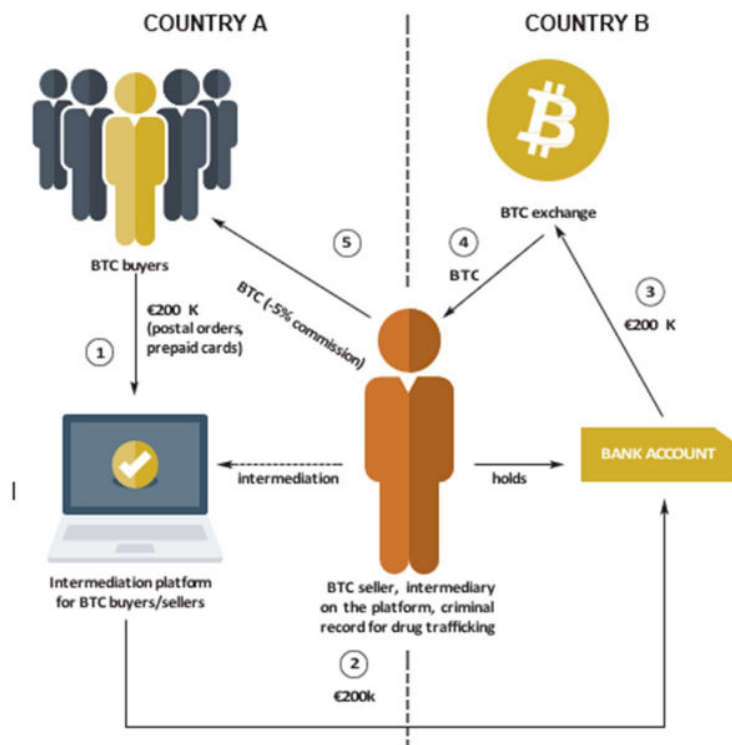 COUNTRY A
COUNTRY B
BTC exchange
BTC buyers
5
4
BTC
3
€200 K
€200 K
(postal orders,
prepaid cards)
1
BTC (-5% commission)
BANK ACCOUNT
intermediation
holds
Intermediation platform
for BTC buyers/sellers
BTC seller, intermediary
on the platform, criminal
record for drug trafficking
2
€200k